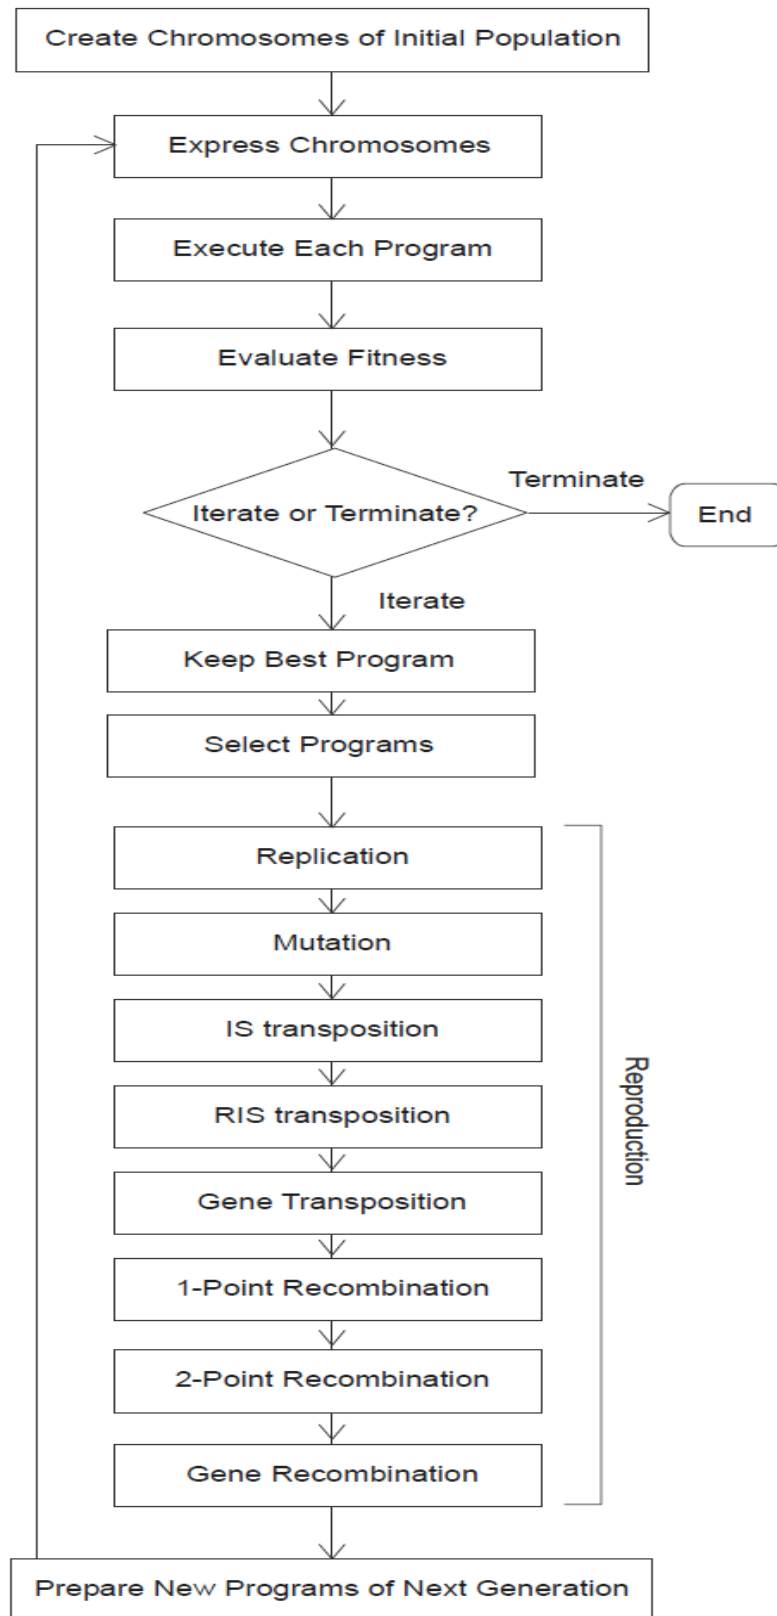 Create Chromosomes of Initial Population
Express Chromosomes
Execute Each Program
Evaluate Fitness
Iterate or Terminate?
Terminate
End
Iterate
Keep Best Program
Select Programs
Replication
Mutation
IS transposition
RIS transposition
Gene Transposition
1-Point Recombination
2-Point Recombination
Gene Recombination
Reproduction
Prepare New Programs of Next Generation